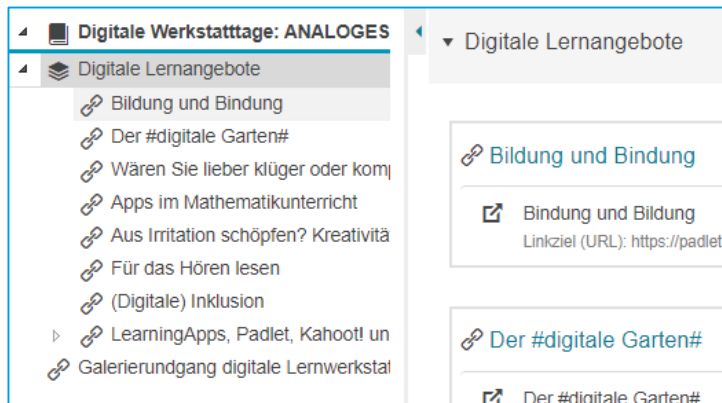 Digitale Werkstatttage: ANALOGES
Digitale Lernangebote
Bildung und Bindung
Der #digitale Garten#
Wären Sie lieber klüger oder komp
Apps im Mathematikunterricht
Aus Irritation schöpfen? Kreativitä
Für das Hören lesen
(Digitale) Inklusion
LearningApps, Padlet, Kahoot! un
Galerierundgang digitale Lernwerkstat
Digitale Lernangebote
Bildung und Bindung
Bindung und Bildung
Linkziel (URL): https://padlet
Der #digitale Garten#
Der #digitale Garten#